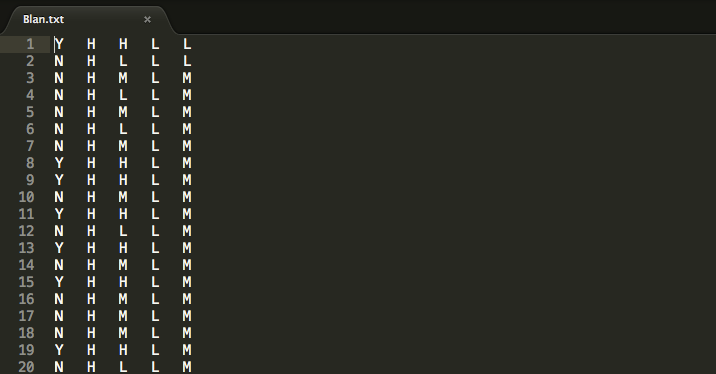 Blan.txt ×
1 Y H H L L
2 N H L L L
3 N H M L M
4 N H L L M
5 N H M L M
6 N H L L M
7 N H M L M
8 Y H H L M
9 Y H H L M
10 N H M L M
11 Y H H L M
12 N H L L M
13 Y H H L M
14 N H M L M
15 Y H H L M
16 N H M L M
17 N H M L M
18 N H M L M
19 Y H H L M
20 N H L L M